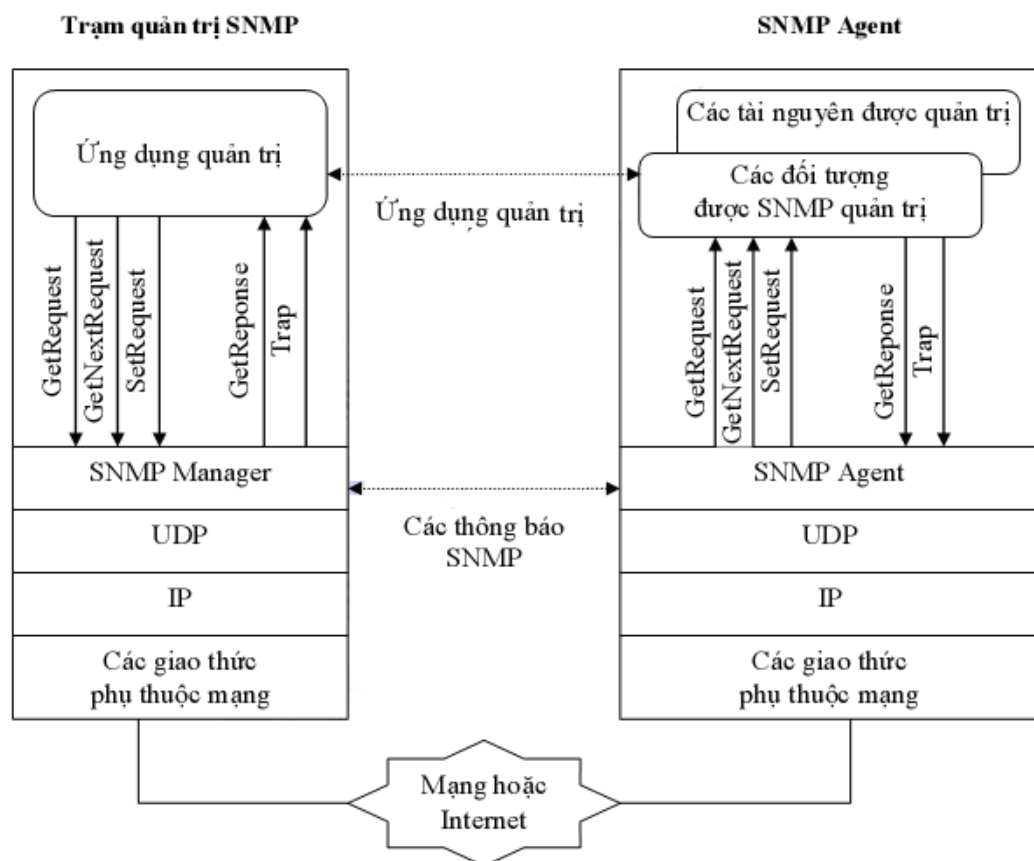 Trạm quản trị SNMP
SNMP Agent
Ứng dụng quản trị
Các tài nguyên được quản trị
Các đối tượng
được SNMP quản trị
Ứng dụng quản trị
GetRequest
GetNextRequest
SetRequest
GetReponse
Trap
GetRequest
GetNextRequest
SetRequest
GetReponse
Trap
SNMP Manager
SNMP Agent
Các thông báo
SNMP
UDP
UDP
IP
IP
Các giao thức
phụ thuộc mạng
Các giao thức
phụ thuộc mạng
Mạng hoặc
Internet